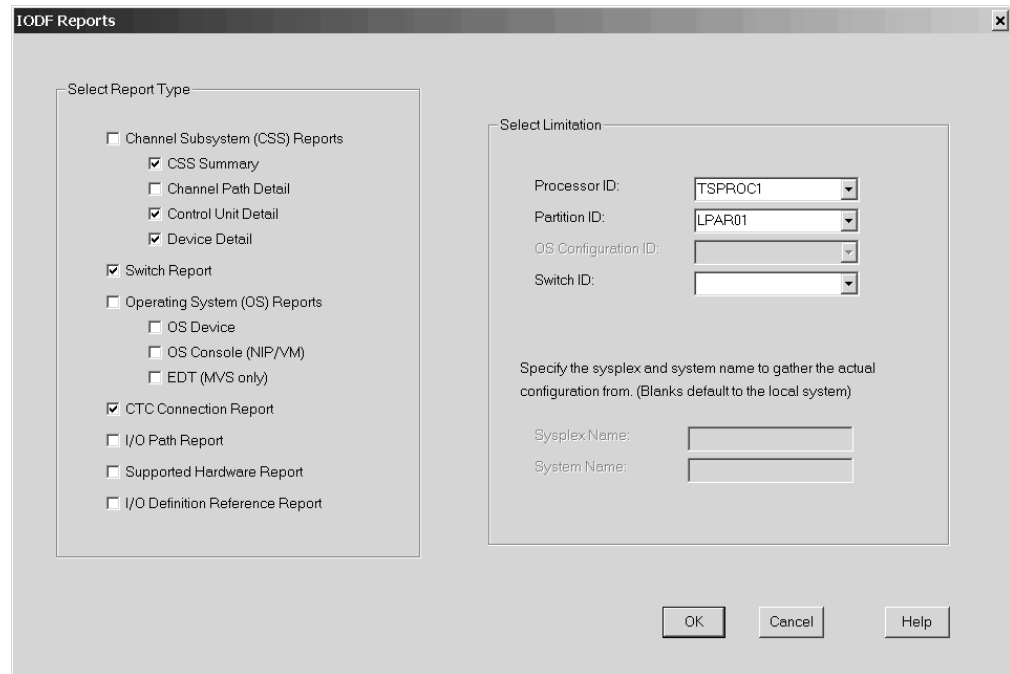 IODF Reports
Select Report Type
Channel Subsystem (CSS) Reports
CSS Summary
Channel Path Detail
Control Unit Detail
Device Detail
Switch Report
Operating System (OS) Reports
OS Device
OS Console (NIP/VM)
EDT (MVS only)
CTC Connection Report
I/O Path Report
Supported Hardware Report
I/O Definition Reference Report
Select Limitation
Processor ID: TSPROC1
Partition ID: LPAR01
OS Configuration ID:
Switch ID:
Specify the sysplex and system name to gather the actual
configuration from. (Blanks default to the local system)
Sysplex Name:
System Name:
OK Cancel Help